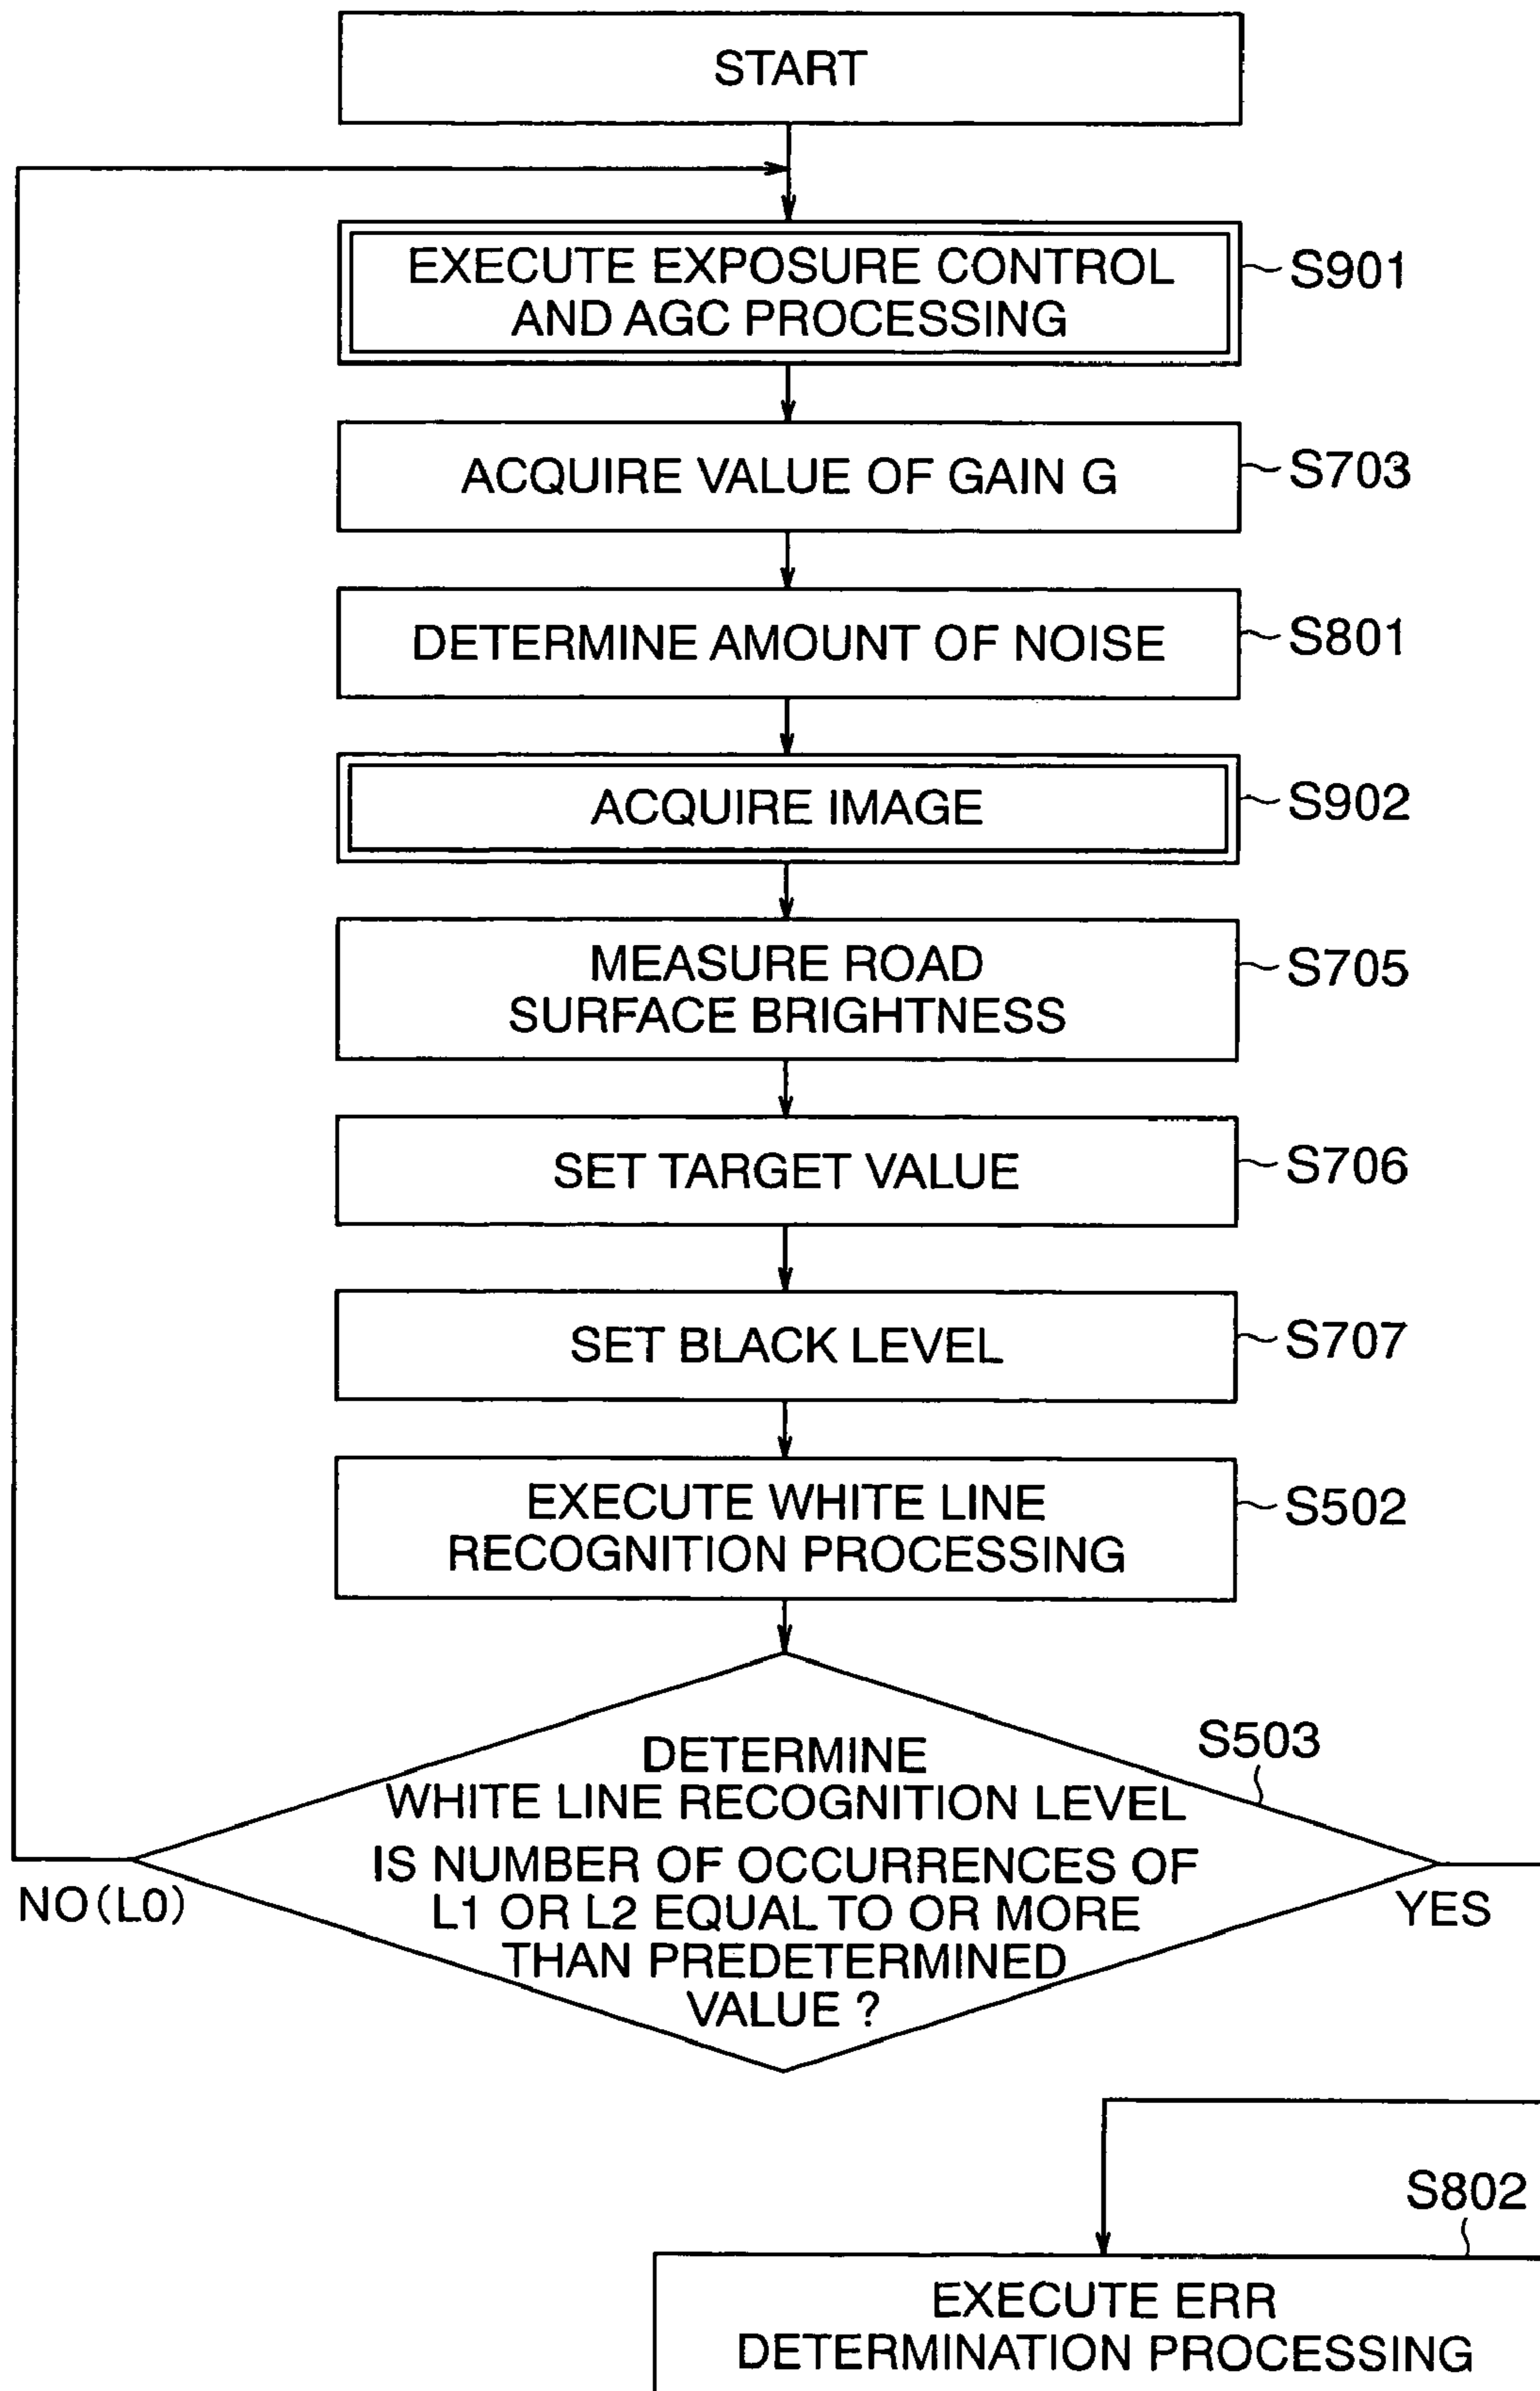 START
EXECUTE EXPOSURE CONTROL
AND AGC PROCESSING
S901
ACQUIRE VALUE OF GAIN G
S703
DETERMINE AMOUNT OF NOISE
S801
ACQUIRE IMAGE
S902
MEASURE ROAD
SURFACE BRIGHTNESS
S705
SET TARGET VALUE
S706
SET BLACK LEVEL
S707
EXECUTE WHITE LINE
RECOGNITION PROCESSING
S502
S503
DETERMINE
WHITE LINE RECOGNITION LEVEL
IS NUMBER OF OCCURRENCES OF
L1 OR L2 EQUAL TO OR MORE
THAN PREDETERMINED
VALUE ?
NO (L0)
YES
S802
EXECUTE ERR
DETERMINATION PROCESSING